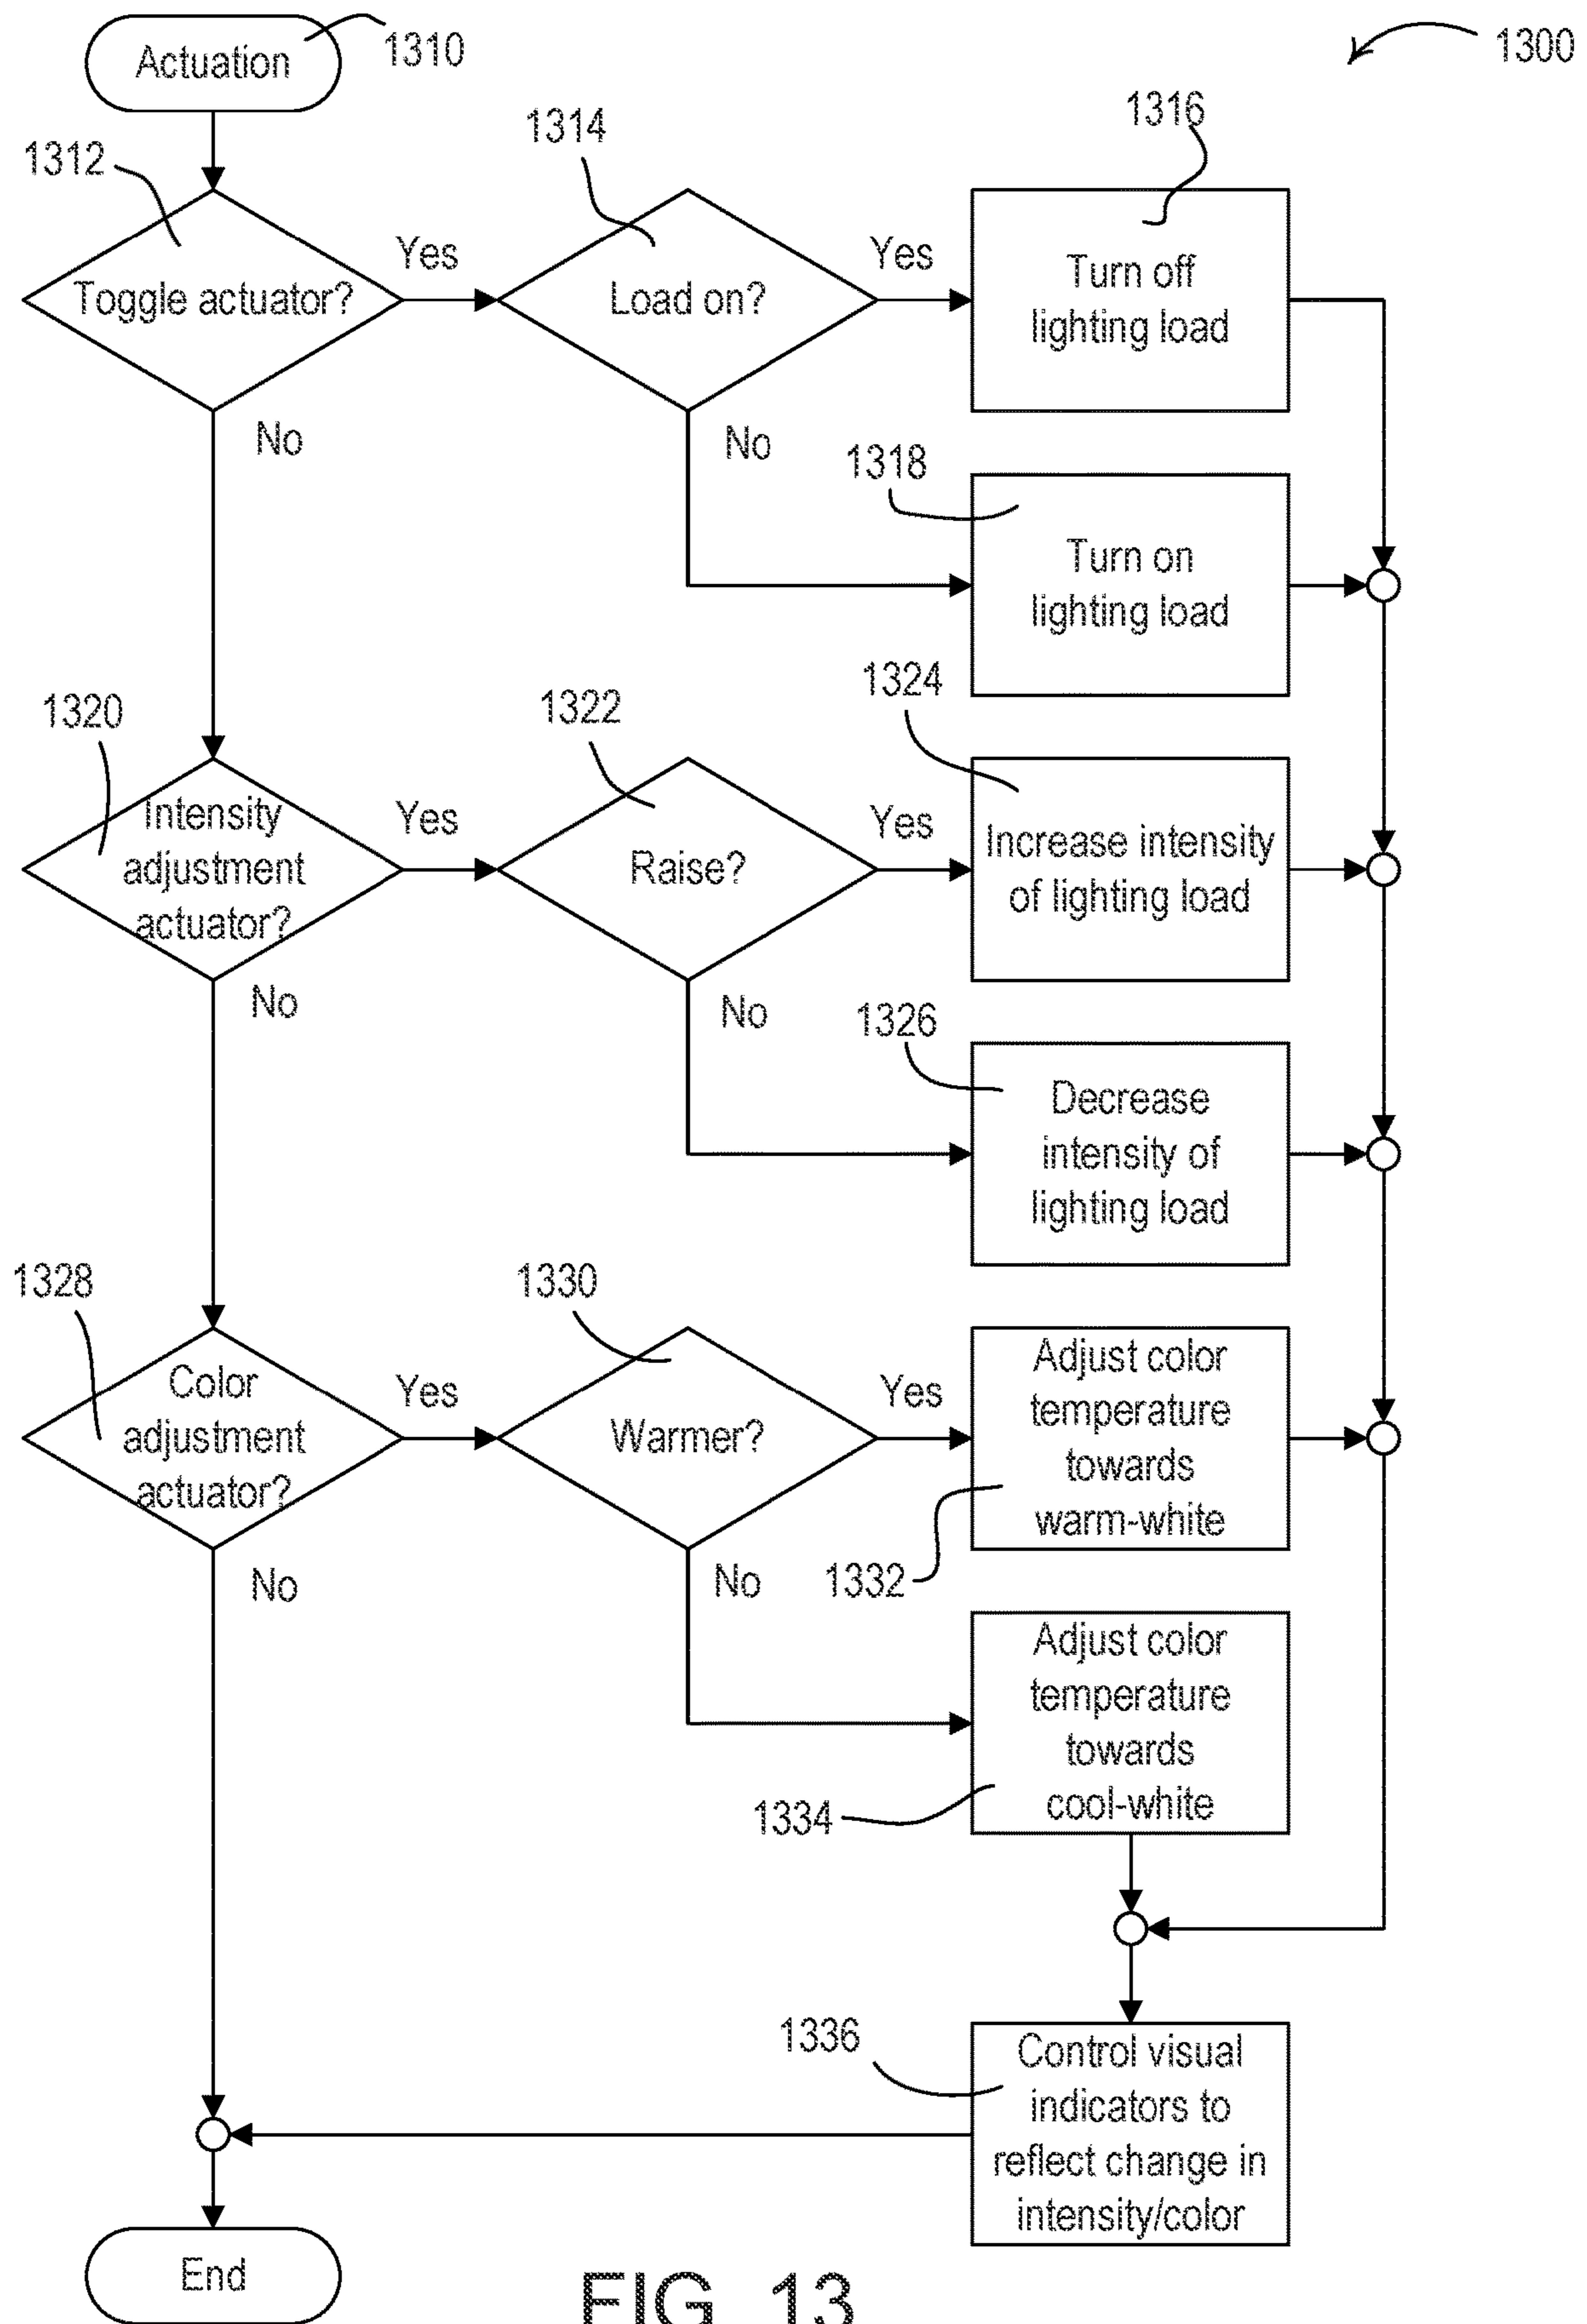 Actuation
1310
1300
1312
1314
1316
Toggle actuator?
Yes
Load on?
Yes
Turn off
lighting load
No
No
1318
Turn on
lighting load
1320
1322
1324
Intensity
adjustment
actuator?
Yes
Raise?
Yes
Increase intensity
of lighting load
No
No
1326
Decrease
intensity of
lighting load
1328
1330
Color
adjustment
actuator?
Yes
Warmer?
Yes
Adjust color
temperature
towards
warm-white
1332
No
No
Adjust color
temperature
towards
cool-white
1334
1336
Control visual
indicators to
reflect change in
intensity/color
End
FIG. 13